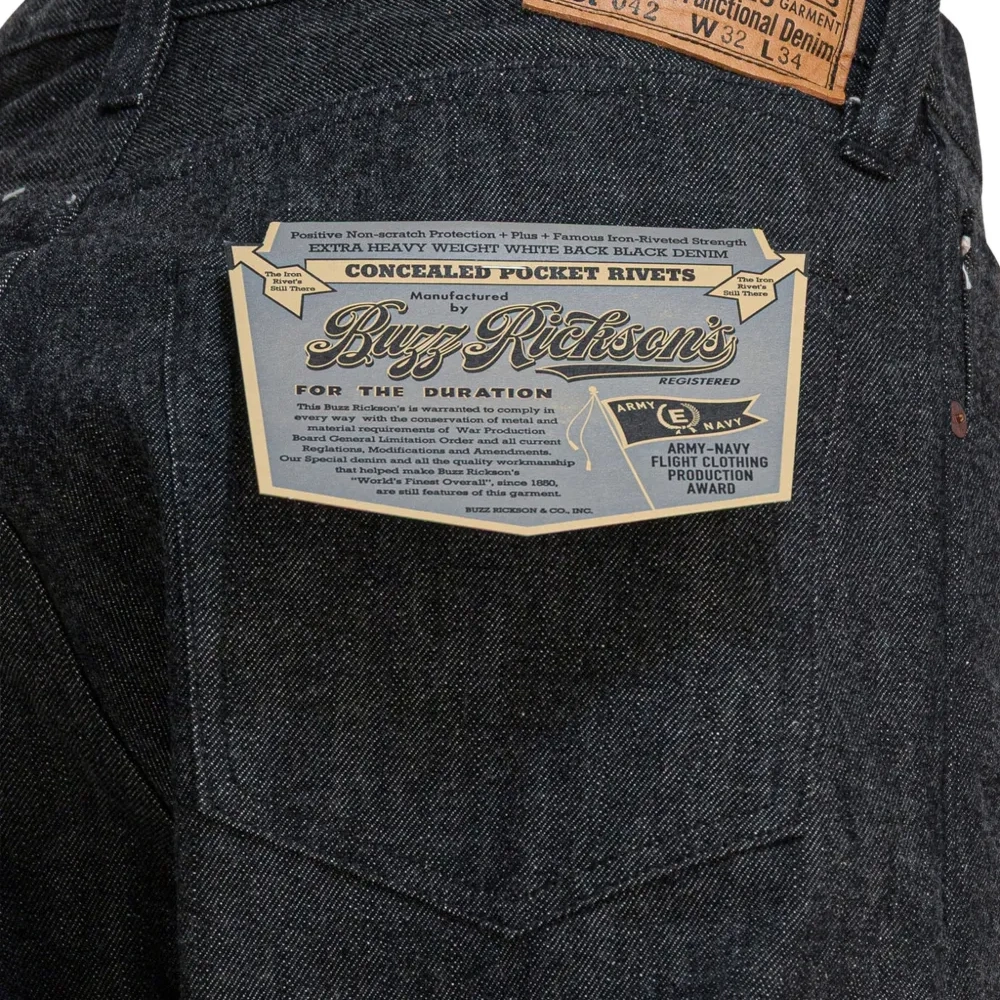 GARMENT
Functional Denim
042 W32 L34
Positive Non-scratch Protection + Plus + Famous Iron-Riveted Strength
EXTRA HEAVY WEIGHT WHITE BACK BLACK DENIM
CONCEALED POCKET RIVETS
The Iron
Rivet's
Still There
The Iron
Rivet's
Still There
Manufactured
by
Buzz Rickson's
REGISTERED
FOR THE DURATION
This Buzz Rickson's is warranted to comply in
every way with the conservation of metal and
material requirements of War Production
Board General Limitation Order and all current
Reglations, Modifications and Amendments.
Our Special denim and all the quality workmanship
that helped make Buzz Rickson's
"World's Finest Overall", since 1880,
are still features of this garment.
BUZZ RICKSON & CO., INC.
ARMY E NAVY
ARMY-NAVY
FLIGHT CLOTHING
PRODUCTION
AWARD